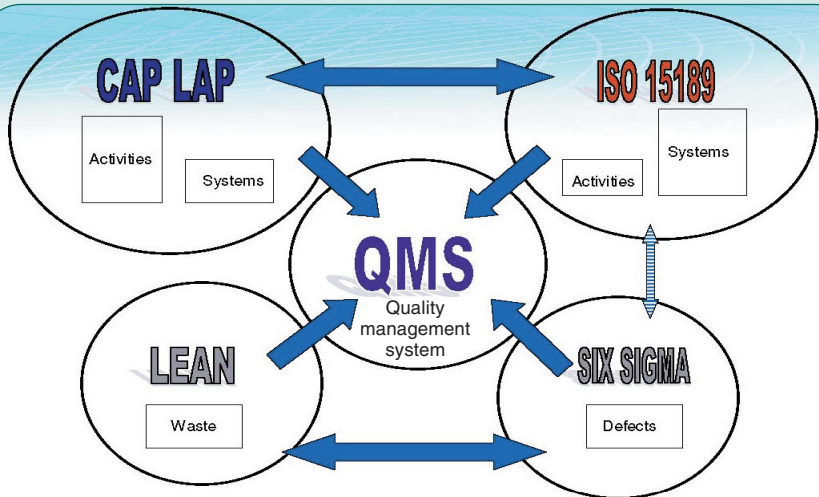 CAP LAP
Activities
Systems
ISO 15189
Activities
Systems
QMS
Quality
management
system
LEAN
Waste
SIX SIGMA
Defects